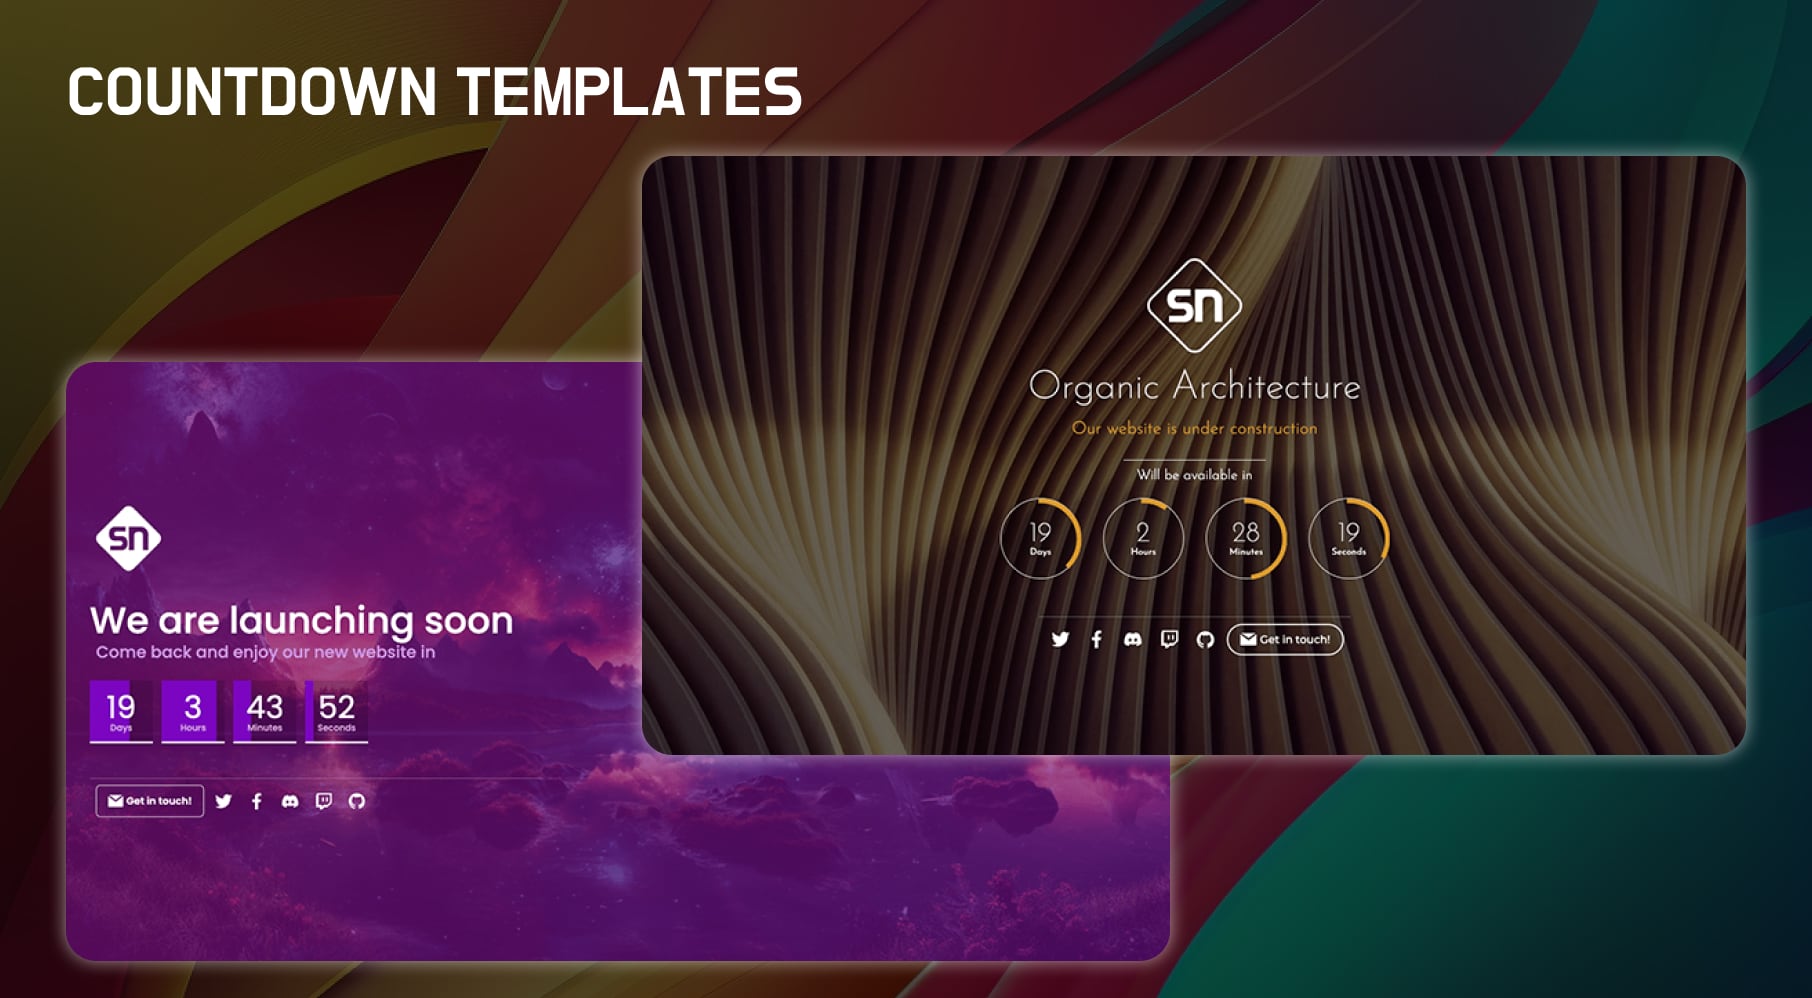 COUNTDOWN TEMPLATES
sn
Organic Architecture
Our website is under construction
Will be available in
19 2 28 19
Days Hours Minutes Seconds
Get in touch!
sn
We are launching soon
Come back and enjoy our new website in
19 3 43 52
Days Hours Minutes Seconds
Get in touch!